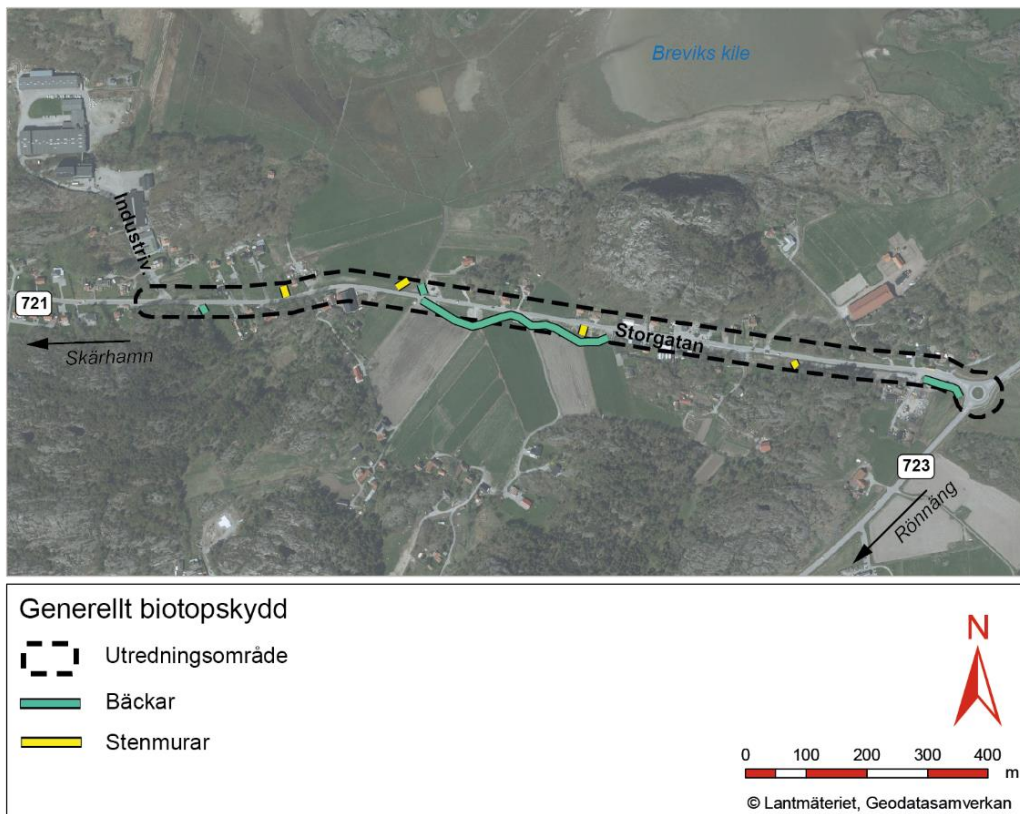 Breviks kile
Industriv.
721
Skärhamn
Storgatan
723
Rönnäng
Generellt biotopskydd
Utredningsområde
Bäckar
Stenmurar
N
0 100 200 300 400
m
© Lantmäteriet, Geodatasamverkan